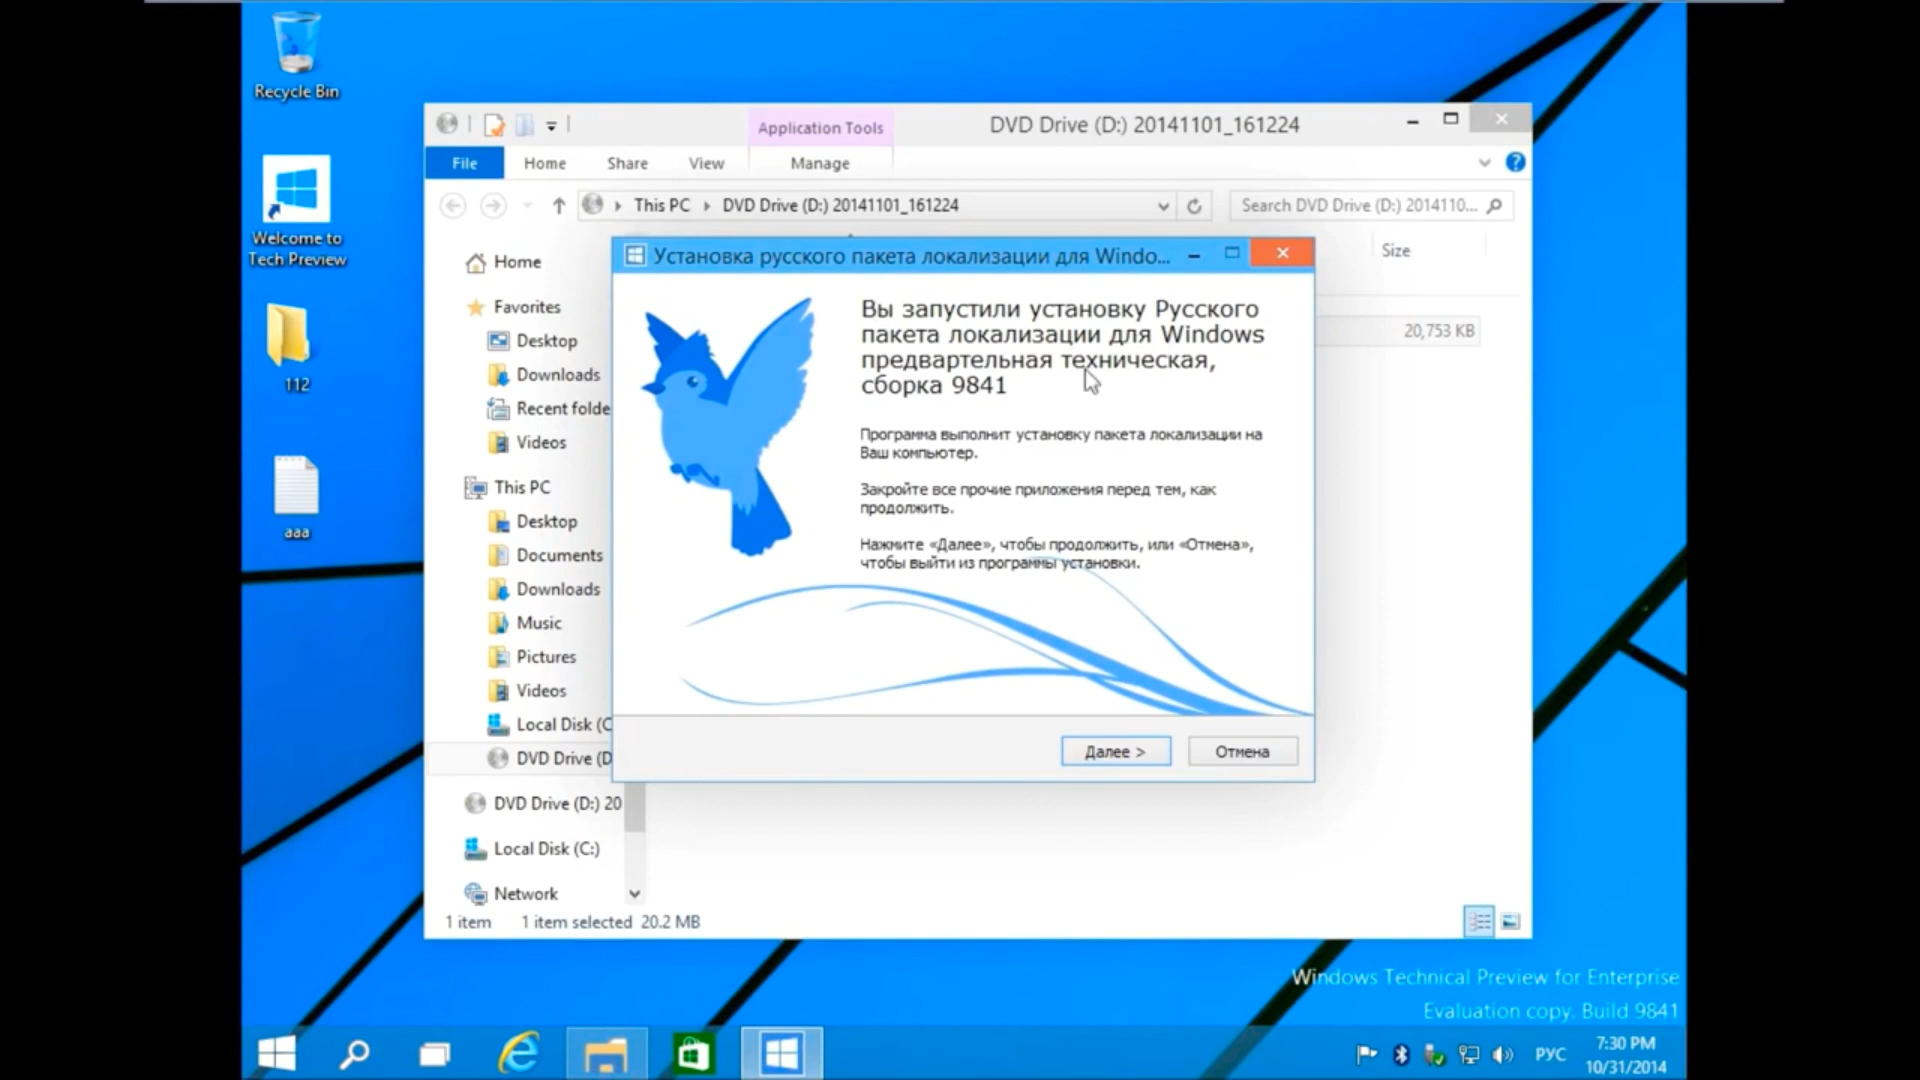 Recycle Bin
Welcome to
Tech Preview
112
aaa
Application Tools
DVD Drive (D:) 20141101_161224
File
Home
Share
View
Manage
This PC
DVD Drive (D:) 20141101_161224
Search DVD Drive (D:) 2014110...
Size
20,753 KB
Home
Favorites
Desktop
Downloads
Recent folde
Videos
This PC
Desktop
Documents
Downloads
Music
Pictures
Videos
Local Disk (C
DVD Drive (D
DVD Drive (D:) 20
Local Disk (C:)
Network
1 item 1 item selected 20.2 MB
Установка русского пакета локализации для Windo...
Вы запустили установку Русского
пакета локализации для Windows
предвартельная техническая,
сборка 9841
Программа выполнит установку пакета локализации на
Ваш компьютер.
Закройте все прочие приложения перед тем, как
продолжить.
Нажмите «Далее», чтобы продолжить, или «Отмена»,
чтобы выйти из программы установки.
Далее >
Отмена
Windows Technical Preview for Enterprise
Evaluation copy. Build 9841
РУС
7:30 PM
10/31/2014